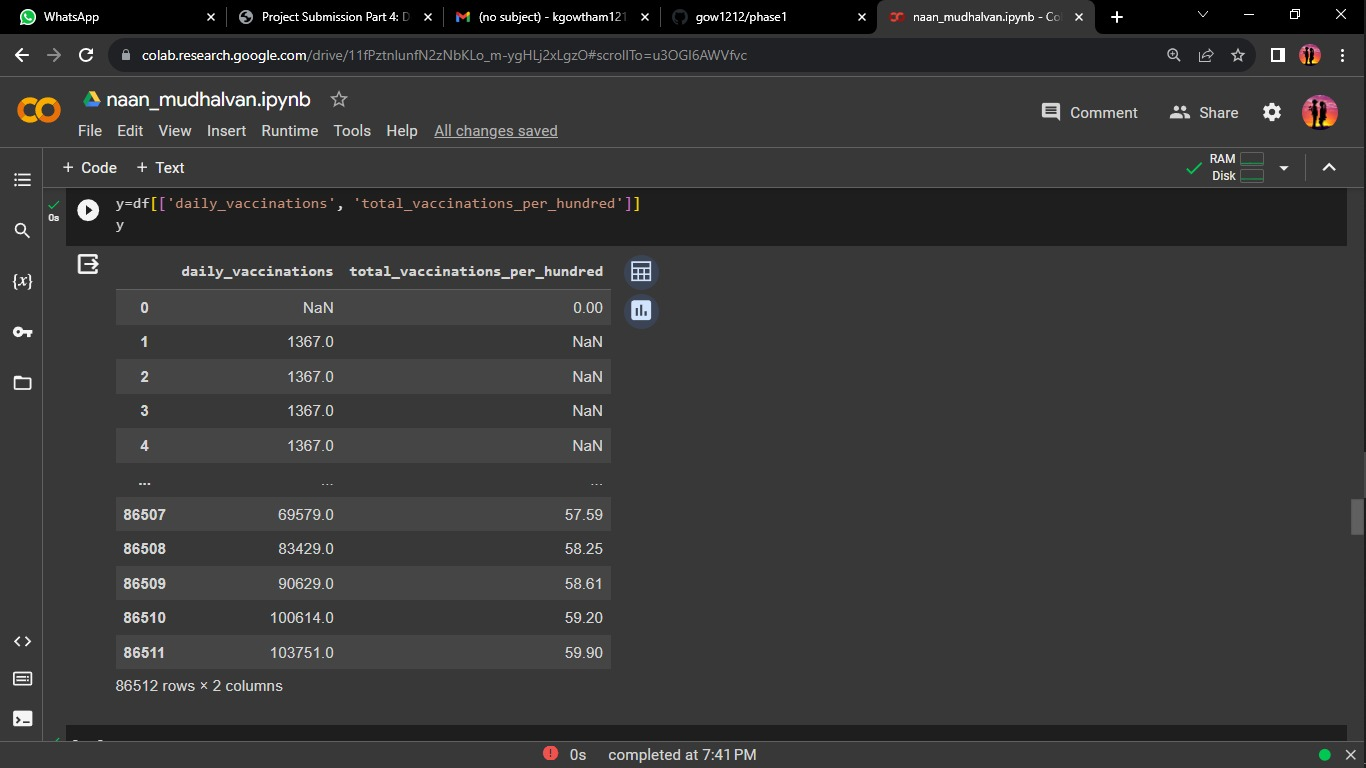 WhatsApp
Project Submission Part 4: D
(no subject) - kgowtham121
gow1212/phase1
naan_mudhalvan.ipynb - Co
colab.research.google.com/drive/11fPztnlunfN2zNbKLo_m-ygHLj2xLgzO#scrollTo=u3OGI6AWVfvc
naan_mudhalvan.ipynb
File Edit View Insert Runtime Tools Help All changes saved
Comment
Share
+ Code + Text
RAM
Disk
0s
y=df[['daily_vaccinations', 'total_vaccinations_per_hundred']]
y
{x}
daily_vaccinations total_vaccinations_per_hundred
0 NaN 0.00
1 1367.0 NaN
2 1367.0 NaN
3 1367.0 NaN
4 1367.0 NaN
... ... ...
86507 69579.0 57.59
86508 83429.0 58.25
86509 90629.0 58.61
86510 100614.0 59.20
86511 103751.0 59.90
86512 rows × 2 columns
0s completed at 7:41 PM